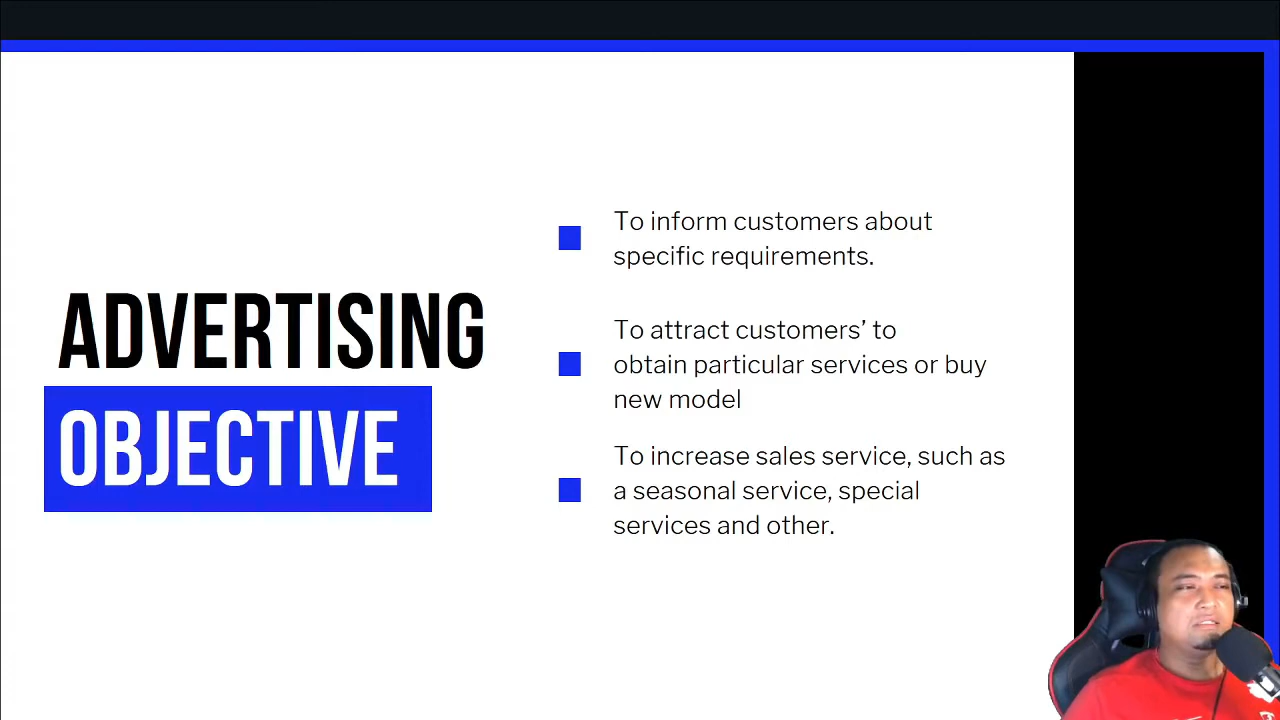 ADVERTISING
OBJECTIVE
To inform customers about
specific requirements.
To attract customers’ to
obtain particular services or buy
new model
To increase sales service, such as
a seasonal service, special
services and other.